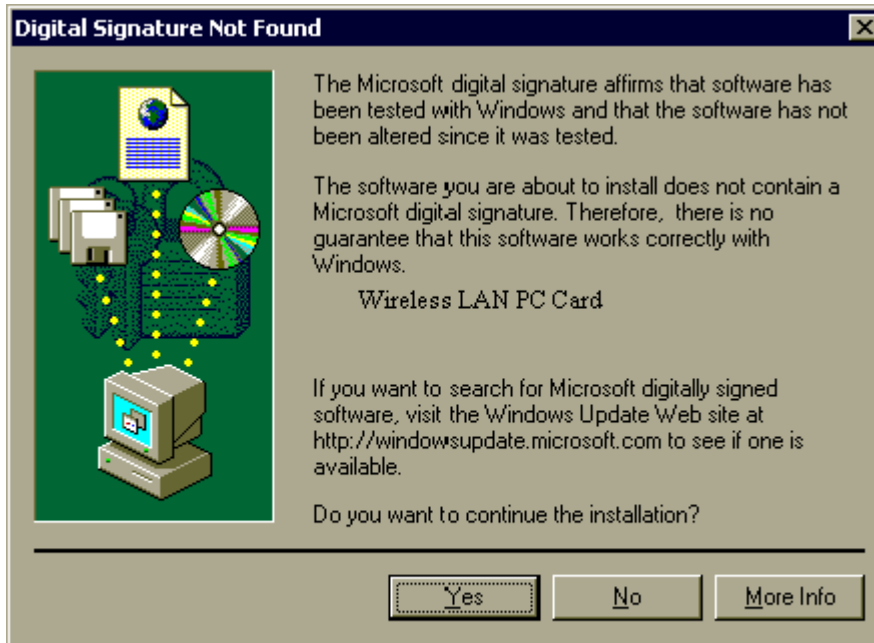 Digital Signature Not Found
The Microsoft digital signature affirms that software has
been tested with Windows and that the software has not
been altered since it was tested.
The software you are about to install does not contain a
Microsoft digital signature. Therefore, there is no
guarantee that this software works correctly with
Windows.
Wireless LAN PC Card
If you want to search for Microsoft digitally signed
software, visit the Windows Update Web site at
http://windowsupdate.microsoft.com to see if one is
available.
Do you want to continue the installation?
Yes No More Info